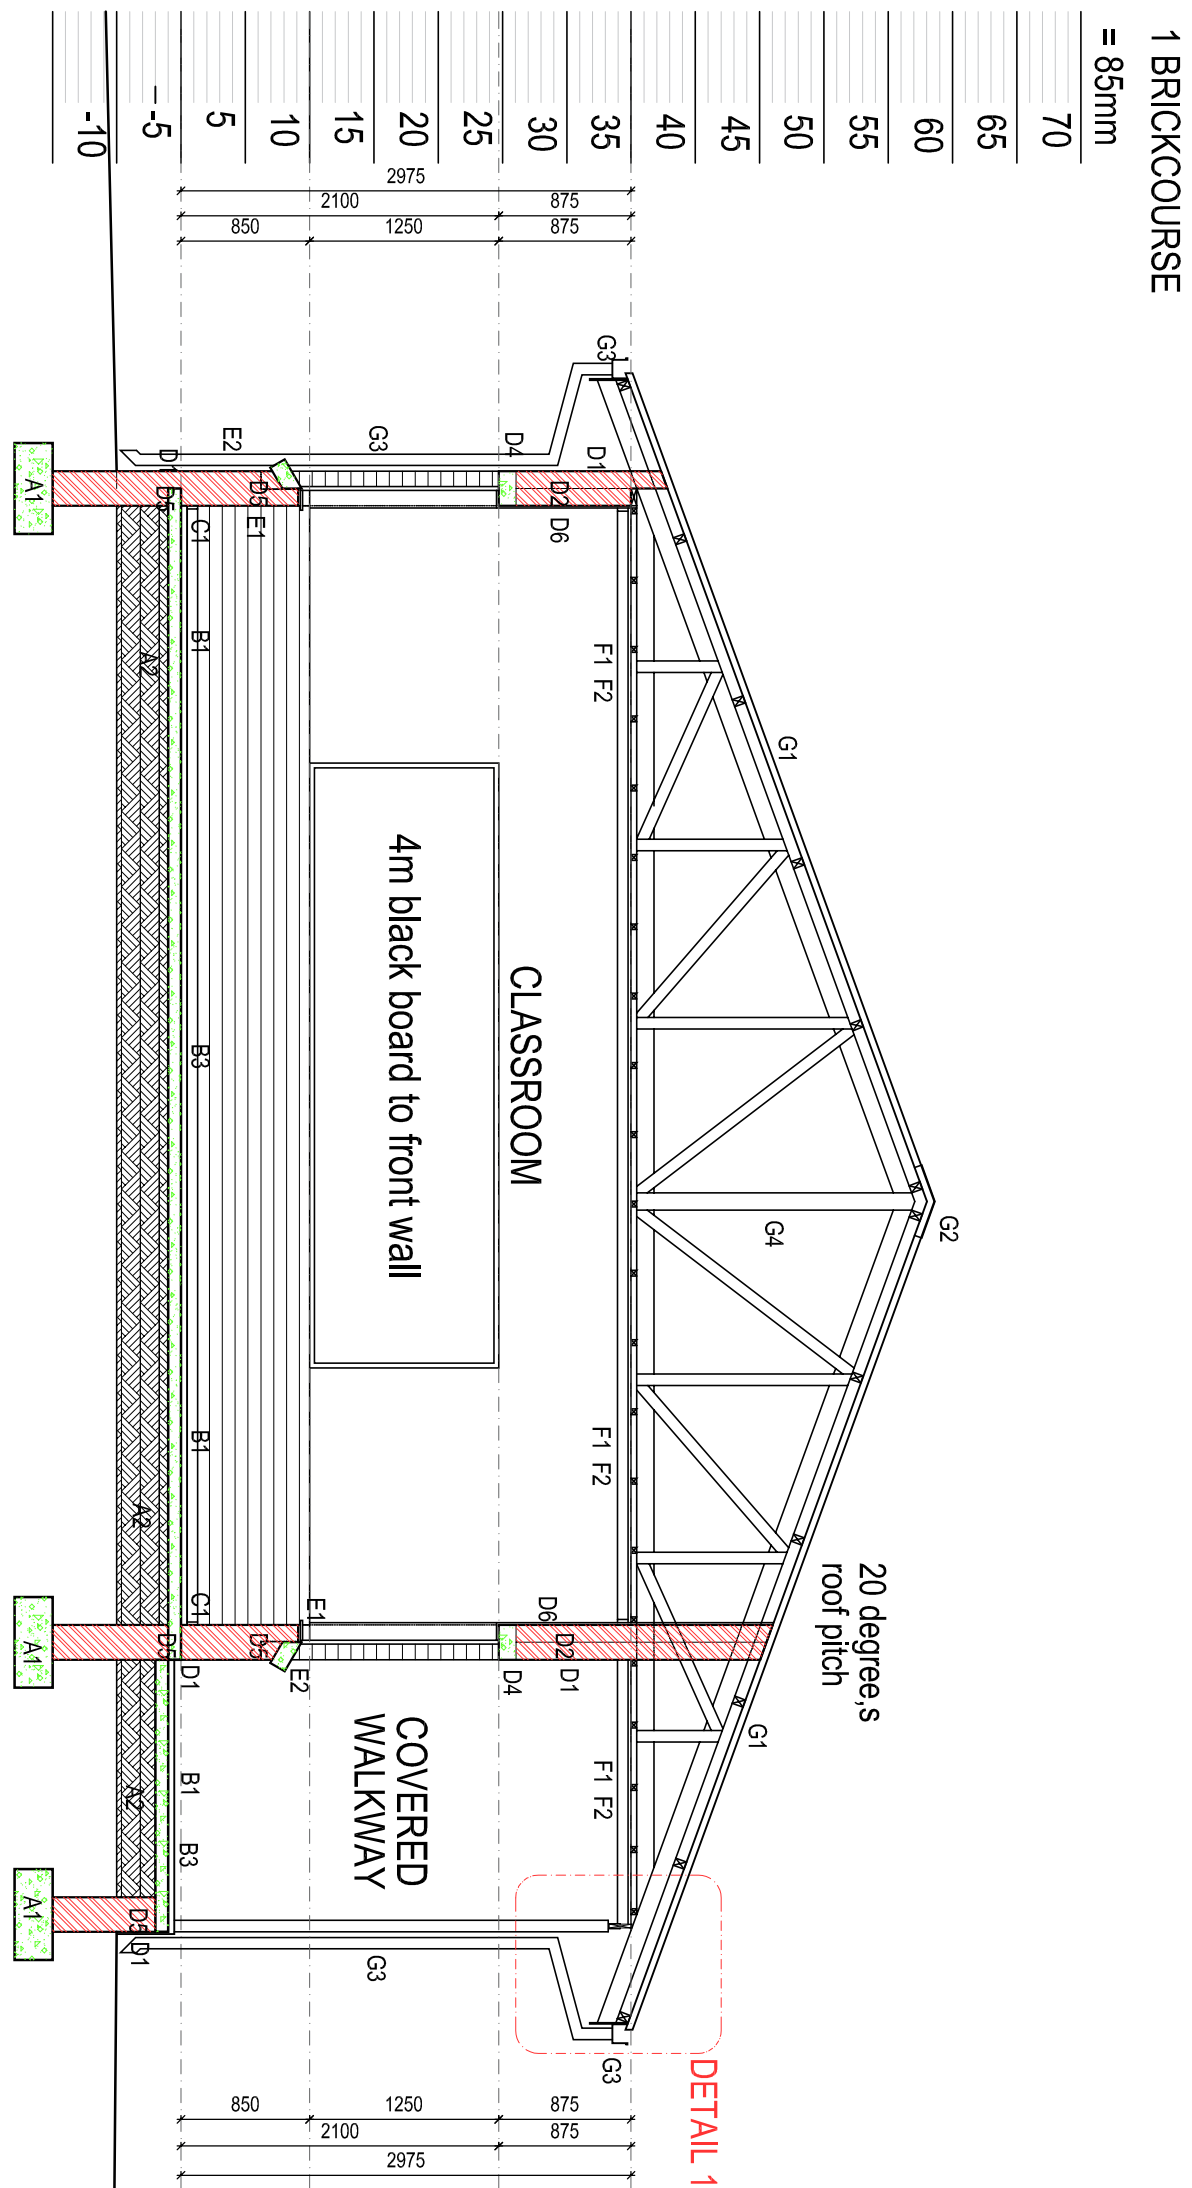 1 BRICKCOURSE
= 85mm
70
65
60
55
50
45
40
35
30
25
20
15
10
5
-5
-10
2975
2100
875
850
1250
875
G3
G3
E2
D1
D4
D1
D5
D5
E1
D2
D6
A1
C1
B1
A2
F1 F2
G1
G2
G4
CLASSROOM
4m black board to front wall
B3
B1
A2
F1 F2
20 degree,s
roof pitch
G1
C1
E1
D6
D2
D1
D4
D5
D5
E2
D1
A1
COVERED
WALKWAY
F1 F2
B1
A2
B3
D5
D1
A1
G3
G3
DETAIL 1
850
1250
875
2100
875
2975